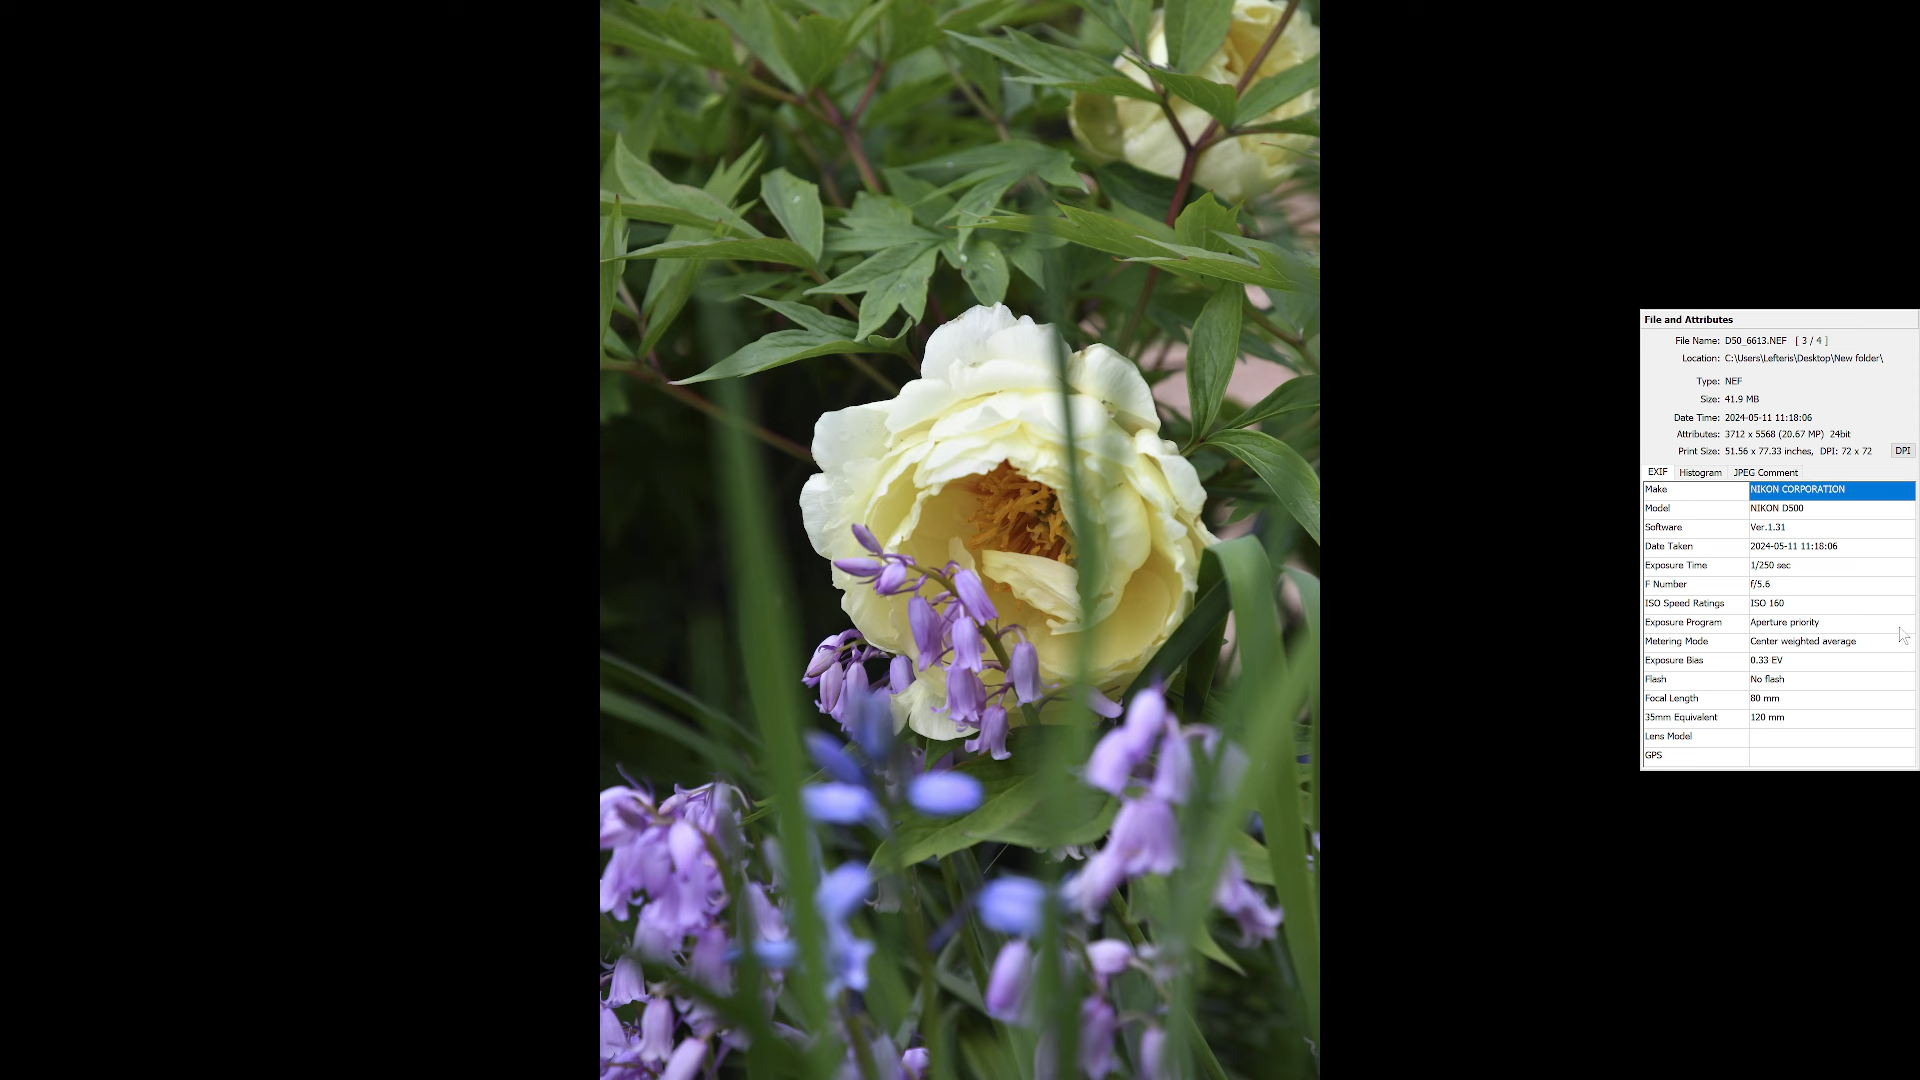 File and Attributes
File Name: D50_6613.NEF [ 3 / 4 ]
Location: C:\Users\Lefteris\Desktop\New folder\
Type: NEF
Size: 41.9 MB
Date Time: 2024-05-11 11:18:06
Attributes: 3712 x 5568 (20.67 MP) 24bit
Print Size: 51.56 x 77.33 inches, DPI: 72 x 72 DPI
EXIF Histogram JPEG Comment
Make NIKON CORPORATION
Model NIKON D500
Software Ver.1.31
Date Taken 2024-05-11 11:18:06
Exposure Time 1/250 sec
F Number f/5.6
ISO Speed Ratings ISO 160
Exposure Program Aperture priority
Metering Mode Center weighted average
Exposure Bias 0.33 EV
Flash No flash
Focal Length 80 mm
35mm Equivalent 120 mm
Lens Model
GPS